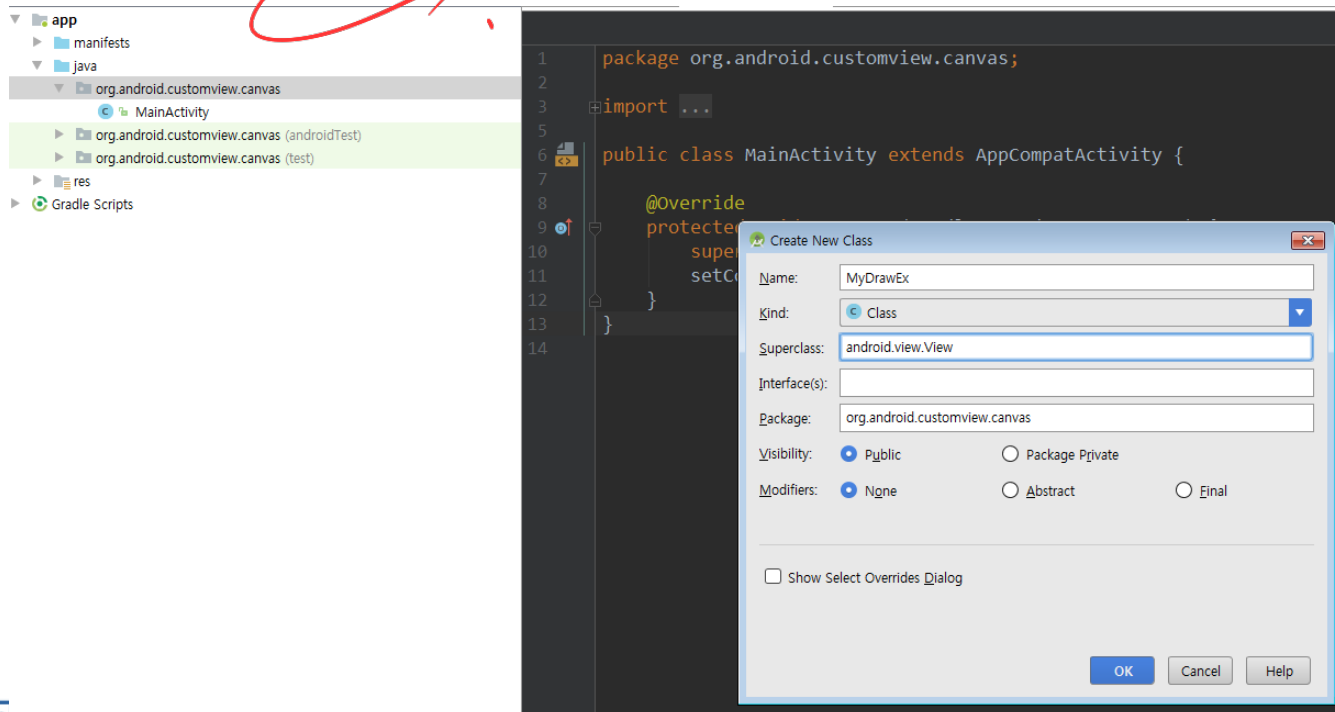 app
manifests
java
org.android.customview.canvas
MainActivity
org.android.customview.canvas (androidTest)
org.android.customview.canvas (test)
res
Gradle Scripts
1 package org.android.customview.canvas;
2
3 import ...
5
6 public class MainActivity extends AppCompatActivity {
7
8 @Override
9 protected
10 super
11 setCo
12 }
13 }
14
Create New Class
Name: MyDrawEx
Kind: Class
Superclass: android.view.View
Interface(s):
Package: org.android.customview.canvas
Visibility: Public Package Private
Modifiers: None Abstract Final
Show Select Overrides Dialog
OK Cancel Help